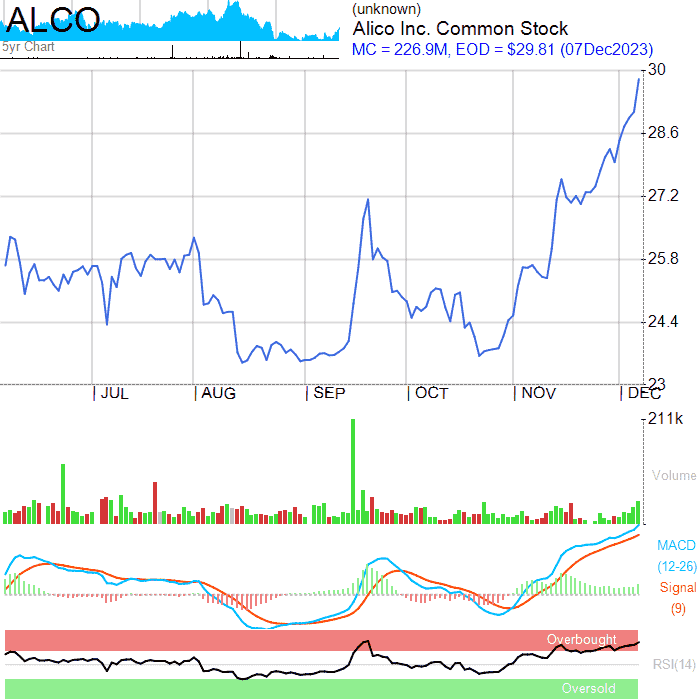 ALCO
5yr Chart
(unknown)
Alico Inc. Common Stock
MC = 226.9M, EOD = $29.81 (07Dec2023)
30
28.6
27.2
25.8
24.4
23
JUL AUG SEP OCT NOV DEC
211k
Volume
MACD
(12-26)
Signal
(9)
Overbought
RSI(14)
Oversold